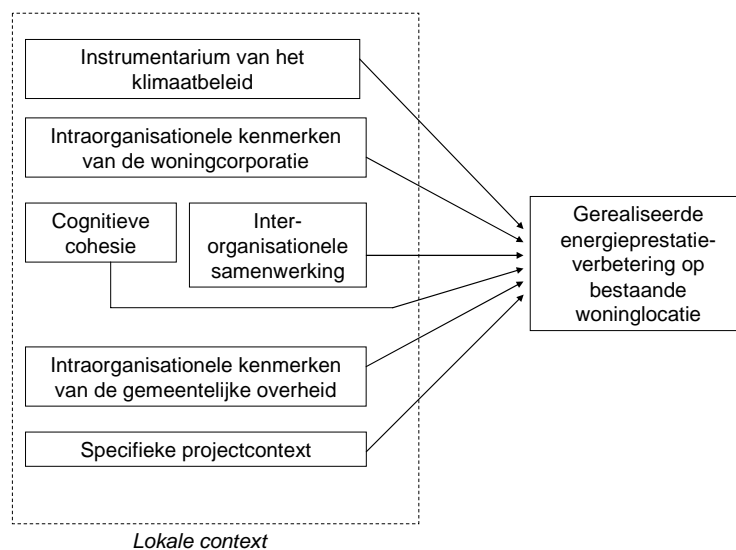 Instrumentarium van het
klimaatbeleid
Intraorganisationele kenmerken
van de woningcorporatie
Cognitieve
cohesie
Inter-
organisationele
samenwerking
Intraorganisationele kenmerken
van de gemeentelijke overheid
Specifieke projectcontext
Gerealiseerde
energieprestatie-
verbetering op
bestaande
woninglocatie
Lokale context